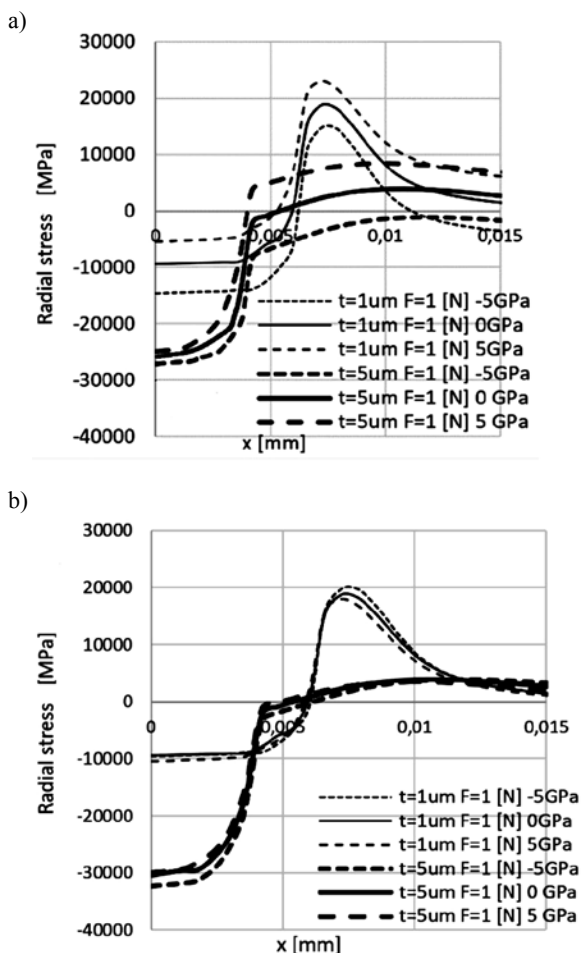 a)
30000
20000
10000
0
-10000
-20000
-30000
-40000
Radial stress [MPa]
0
0,005
0,01
0,015
t=1um F=1 [N] -5GPa
t=1um F=1 [N] 0GPa
t=1um F=1 [N] 5GPa
t=5um F=1 [N] -5GPa
t=5um F=1 [N] 0 GPa
t=5um F=1 [N] 5 GPa
x [mm]
b)
30000
20000
10000
0
-10000
-20000
-30000
-40000
Radial stress [MPa]
0
0,005
0,01
0,015
t=1um F=1 [N] -5GPa
t=1um F=1 [N] 0GPa
t=1um F=1 [N] 5GPa
t=5um F=1 [N] -5GPa
t=5um F=1 [N] 0 GPa
t=5um F=1 [N] 5 GPa
x [mm]